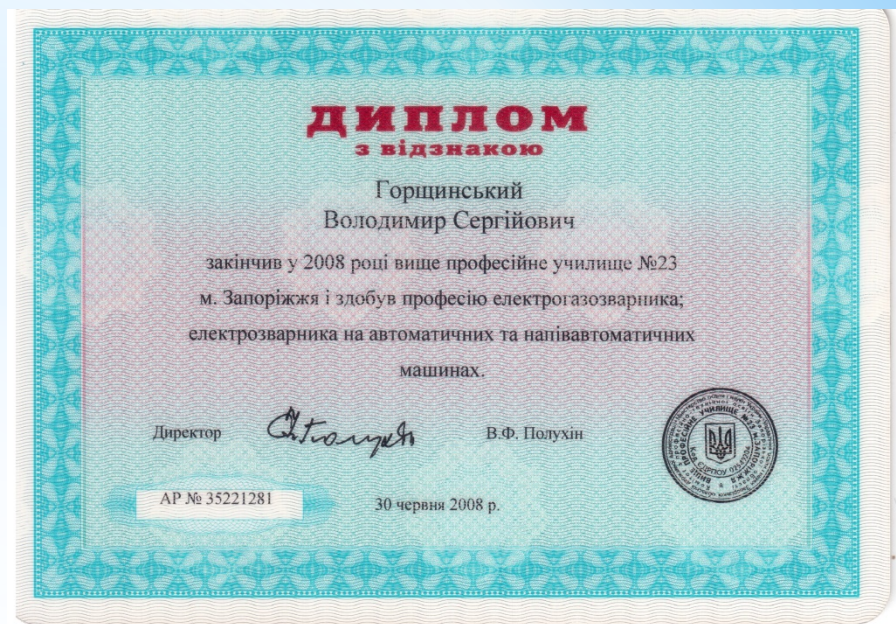 ДИПЛОМ
з відзнакою
Горщинський
Володимир Сергійович
закінчив у 2008 році вище професійне училище №23
м. Запоріжжя і здобув професію електрогазозварника;
електрозварника на автоматичних та напівавтоматичних
машинах.
Директор В.Ф. Полухін
АР № 35221281
30 червня 2008 р.